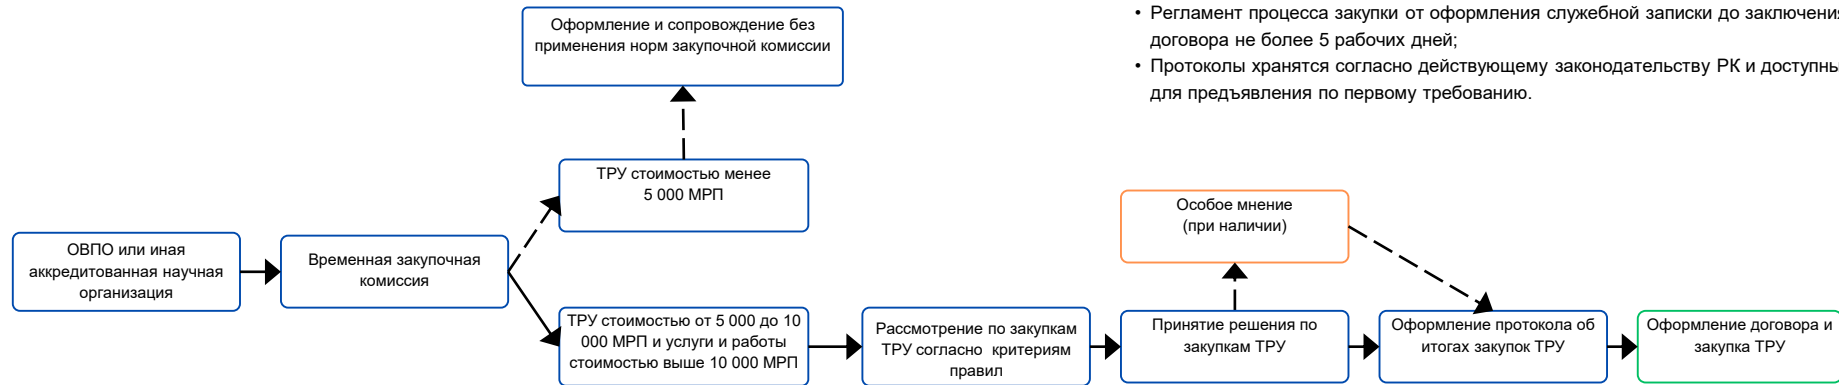 Оформление и сопровождение без
применения норм закупочной комиссии
• Регламент процесса закупки от оформления служебной записки до заключения
договора не более 5 рабочих дней;
• Протоколы хранятся согласно действующему законодательству РК и доступны
для предъявления по первому требованию.
ТРУ стоимостью менее
5 000 МРП
ОВПО или иная
аккредитованная научная
организация
Временная закупочная
комиссия
ТРУ стоимостью от 5 000 до 10
000 МРП и услуги и работы
стоимостью выше 10 000 МРП
Рассмотрение по закупкам
ТРУ согласно критериям
правил
Особое мнение
(при наличии)
Принятие решения по
закупкам ТРУ
Оформление протокола об
итогах закупок ТРУ
Оформление договора и
закупка ТРУ